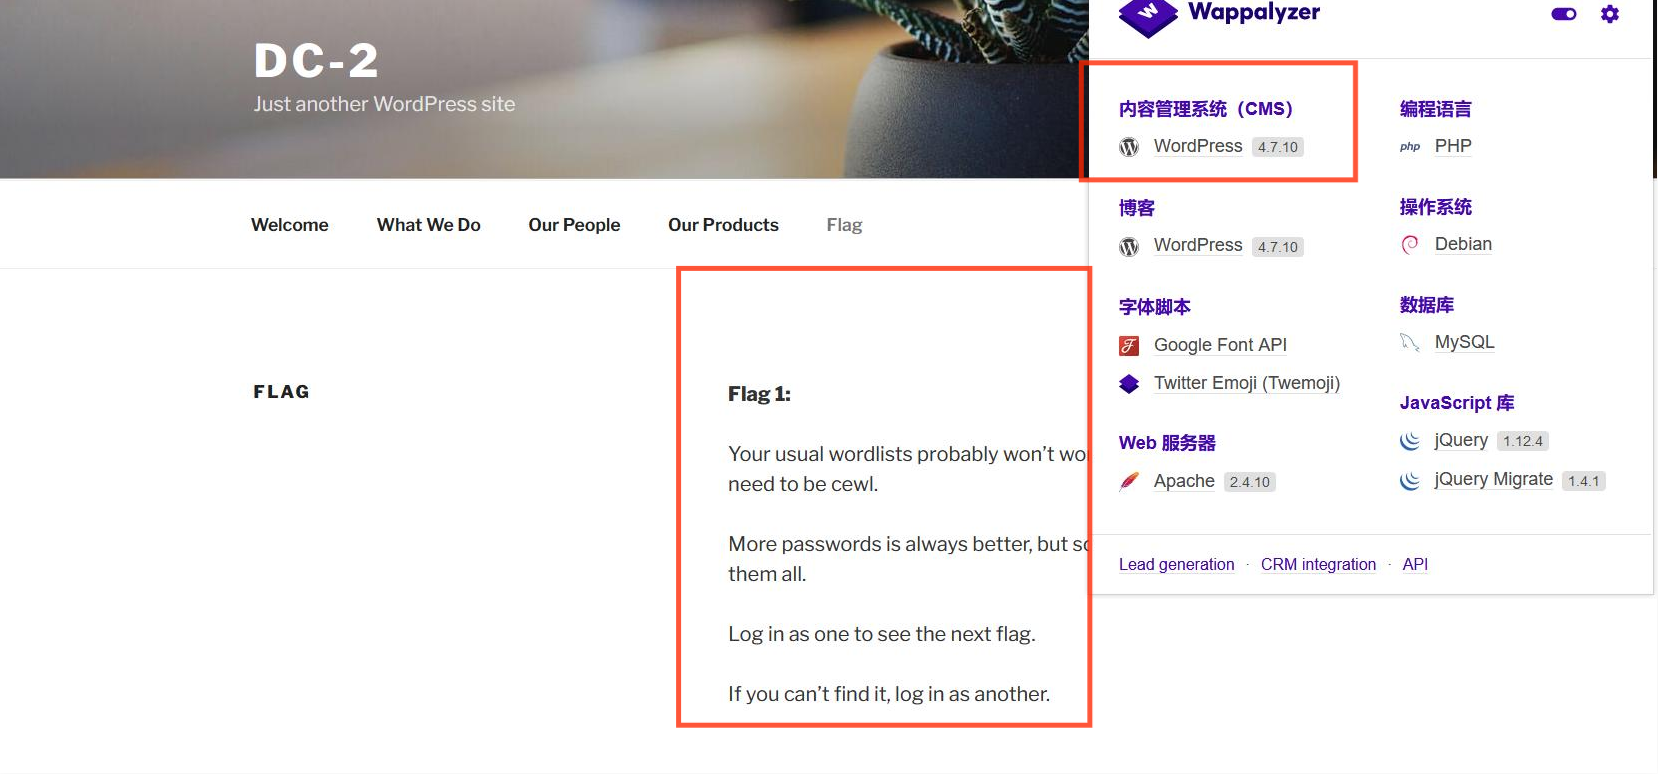 DC-2
Just another WordPress site
Welcome
What We Do
Our People
Our Products
Flag
FLAG
Flag 1:
Your usual wordlists probably won’t
need to be cewl.
More passwords is always better, but
them all.
Log in as one to see the next flag.
If you can’t find it, log in as another.
Wappalyzer
内容管理系统（CMS）
WordPress 4.7.10
博客
WordPress 4.7.10
字体脚本
Google Font API
Twitter Emoji (Twemoji)
Web 服务器
Apache 2.4.10
编程语言
php PHP
操作系统
Debian
数据库
MySQL
JavaScript 库
jQuery 1.12.4
jQuery Migrate 1.4.1
Lead generation · CRM integration · API